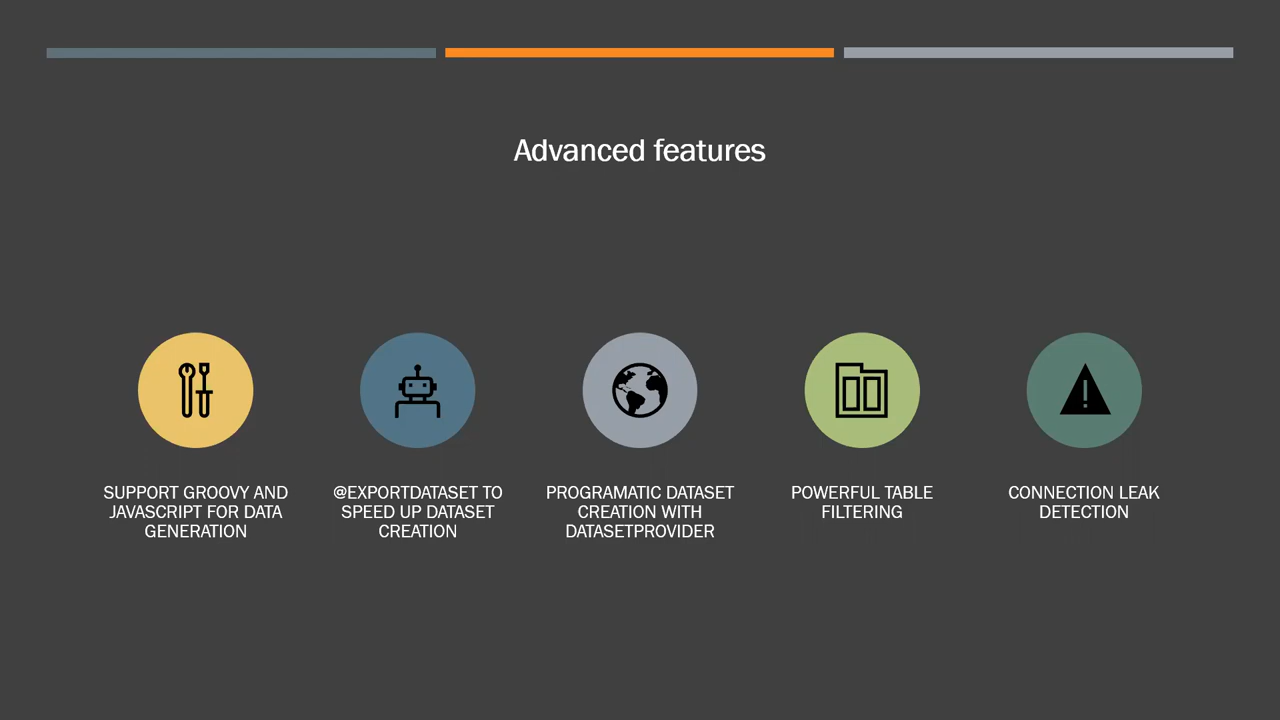 Advanced features
SUPPORT GROOVY AND
JAVASCRIPT FOR DATA
GENERATION
@EXPORTDATASET TO
SPEED UP DATASET
CREATION
PROGRAMATIC DATASET
CREATION WITH
DATASETPROVIDER
POWERFUL TABLE
FILTERING
CONNECTION LEAK
DETECTION